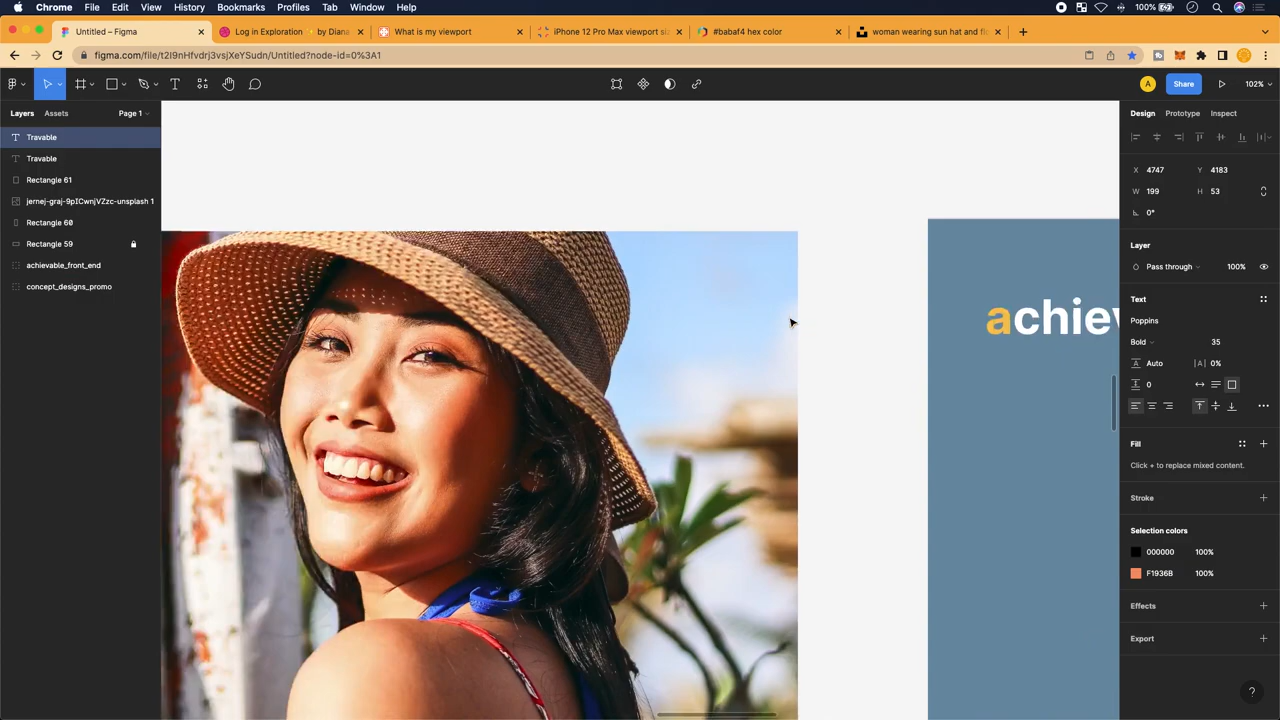 Chrome File Edit View History Bookmarks Profiles Tab Window Help 100%
Untitled – Figma
Log in Exploration ✨ by Diana
What is my viewport
iPhone 12 Pro Max viewport si
#babaf4 hex color
woman wearing sun hat and flo
figma.com/file/t2I9nHfvdrj3vsjXeYSudn/Untitled?node-id=0%3A1
A
Share
102%
Layers Assets Page 1
Design Prototype Inspect
Travable
Travable
Rectangle 61
jernej-graj-9pICwnjVZzc-unsplash 1
Rectangle 60
Rectangle 59
achievable_front_end
concept_designs_promo
achiev
X 4747 Y 4183
W 199 H 53
0°
Layer
Pass through 100%
Text
Poppins
Bold 35
Auto 0%
0
Fill
Click + to replace mixed content.
Stroke
Selection colors
000000 100%
F1936B 100%
Effects
Export
?